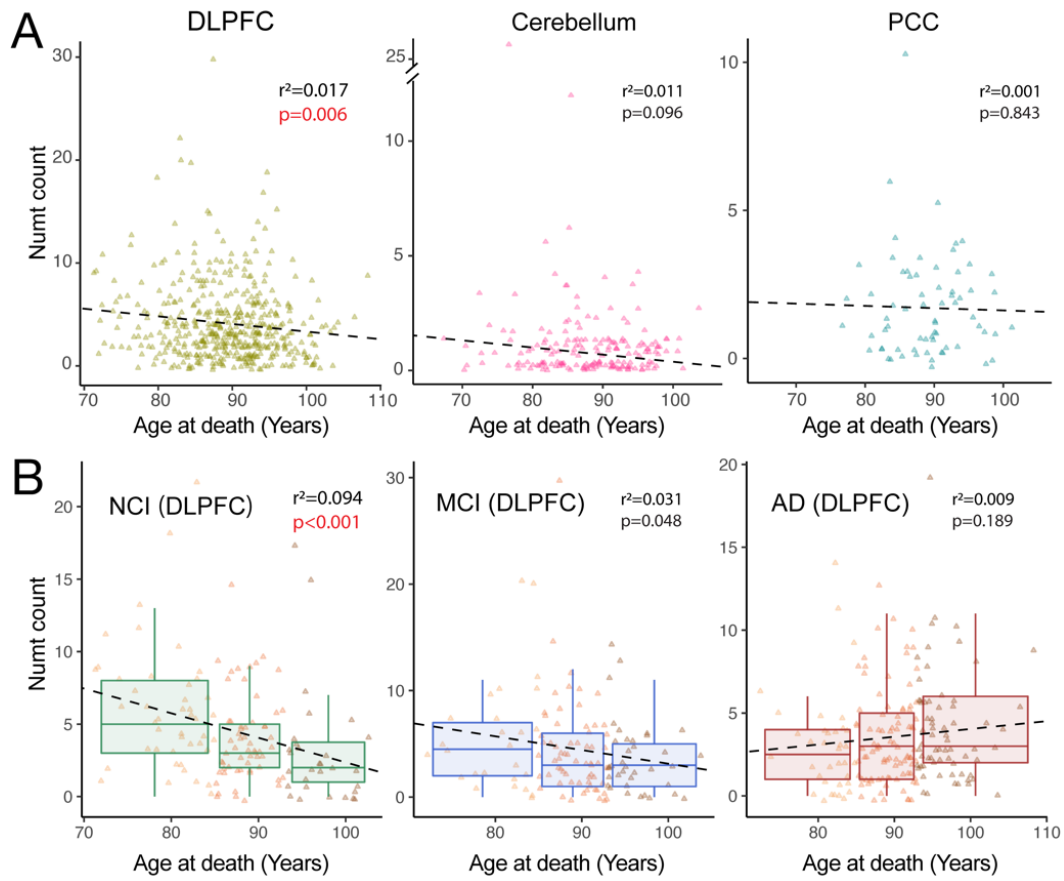 A
DLPFC
Cerebellum
PCC
Numt count
30
20
10
0
70
80
90
100
110
Age at death (Years)
r²=0.017
p=0.006
25
10
5
0
70
80
90
100
Age at death (Years)
r²=0.011
p=0.096
10
5
0
70
80
90
100
Age at death (Years)
r²=0.001
p=0.843
B
NCI (DLPFC)
r²=0.094
p<0.001
Numt count
20
15
10
5
0
70
80
90
100
Age at death (Years)
MCI (DLPFC)
r²=0.031
p=0.048
30
20
10
0
80
90
100
Age at death (Years)
AD (DLPFC)
r²=0.009
p=0.189
20
15
10
5
0
80
90
100
110
Age at death (Years)